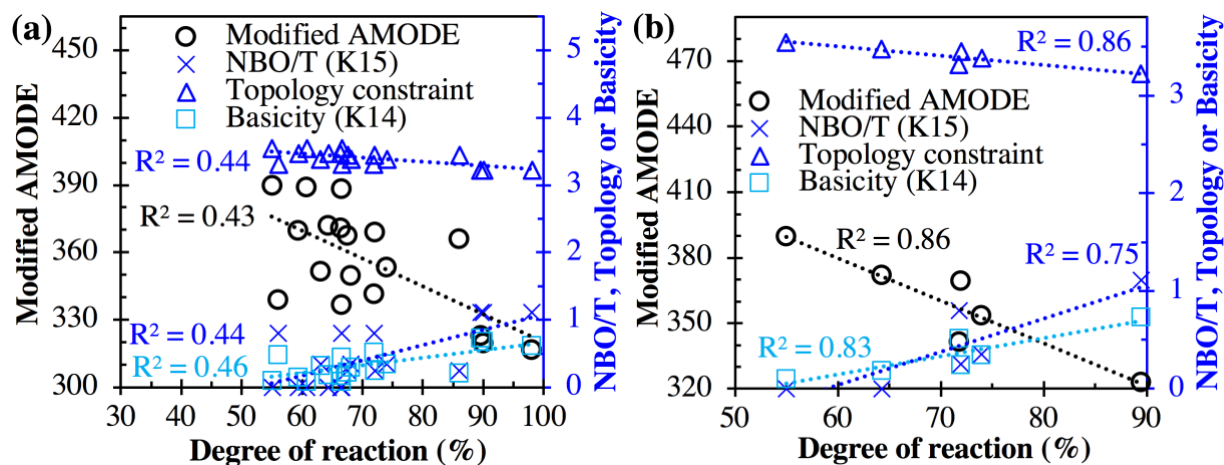 (a)
Modified AMODE
NBO/T (K15)
Topology constraint
Basicity (K14)
R² = 0.44
R² = 0.43
R² = 0.44
R² = 0.46
450
420
390
360
330
300
Modified AMODE
5
4
3
2
1
0
NBO/T, Topology or Basicity
30 40 50 60 70 80 90 100
Degree of reaction (%)
(b)
R² = 0.86
Modified AMODE
NBO/T (K15)
Topology constraint
Basicity (K14)
R² = 0.86
R² = 0.75
R² = 0.83
470
440
410
380
350
320
Modified AMODE
3
2
1
0
NBO/T, Topology or Basicity
50 60 70 80 90
Degree of reaction (%)